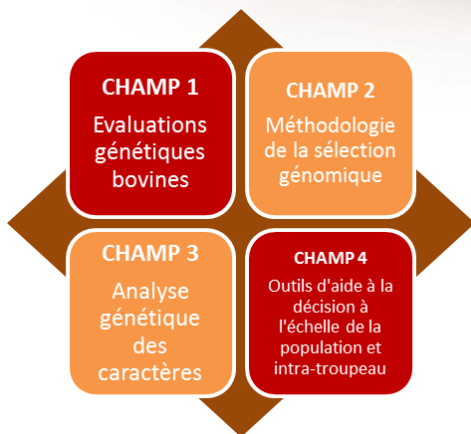 CHAMP 1
Evaluations
génétiques
bovines
CHAMP 2
Méthodologie
de la sélection
génomique
CHAMP 3
Analyse
génétique
des
caractères
CHAMP 4
Outils d'aide à la
décision à
l'échelle de la
population et
intra-troupeau